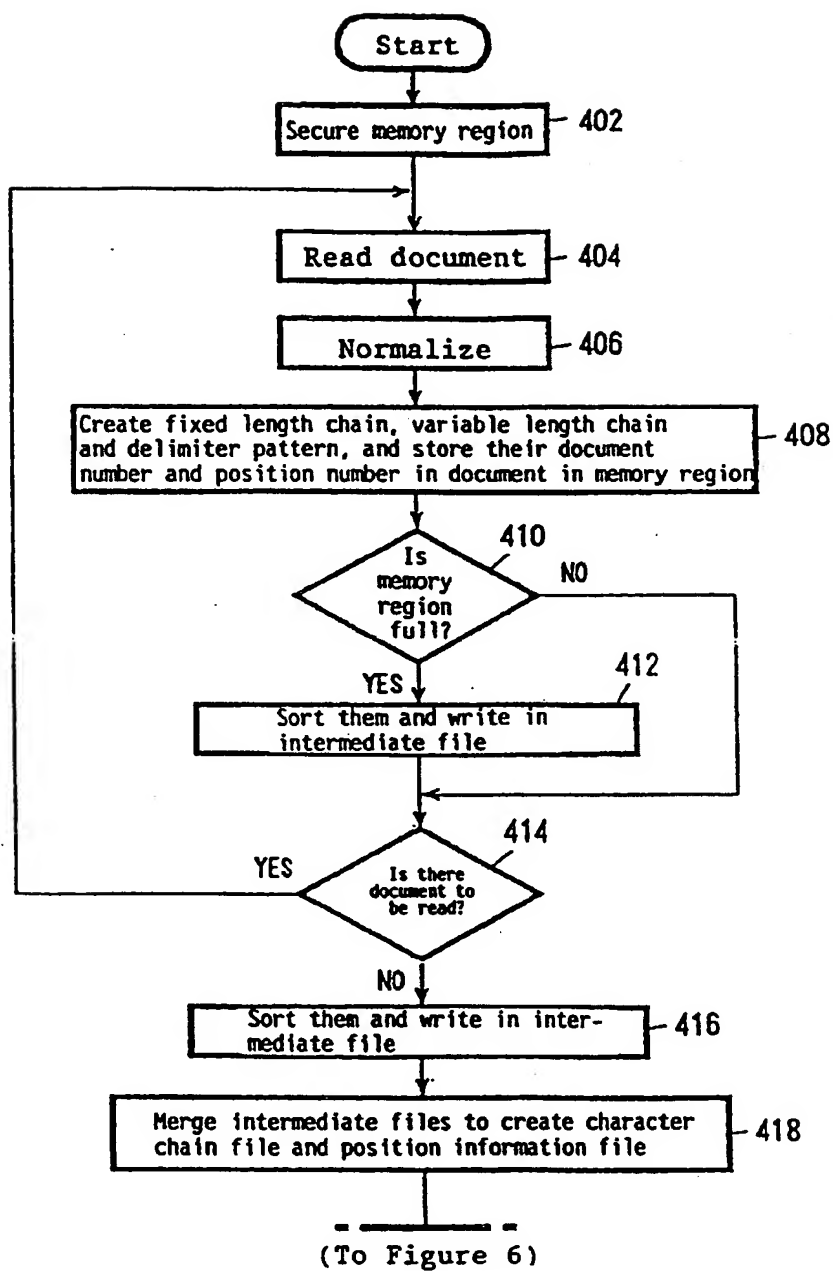 Start
Secure memory region
402
Read document
404
Normalize
406
Create fixed length chain, variable length chain
and delimiter pattern, and store their document
number and position number in document in memory region
408
410
Is
memory
region
full?
NO
YES
412
Sort them and write in
intermediate file
414
YES
Is there
document to
be read?
NO
Sort them and write in inter-
mediate file
416
Merge intermediate files to create character
chain file and position information file
418
(To Figure 6)